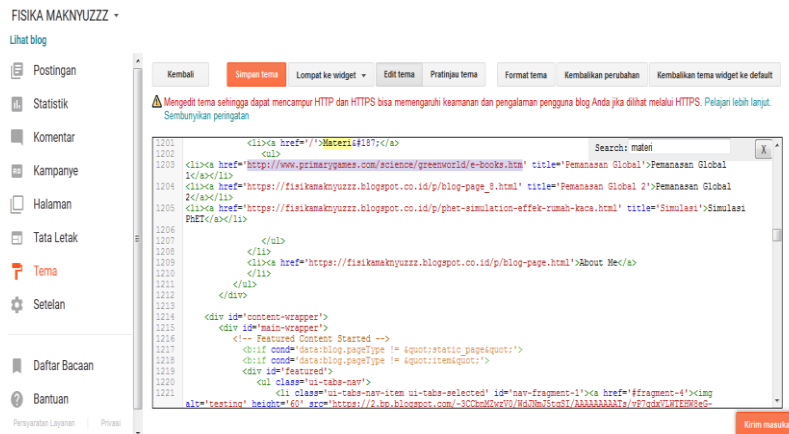 FISIKA MAKNYUZZZ
Lihat blog
Postingan
Statistik
Komentar
Kampanye
Halaman
Tata Letak
Tema
Setelan
Daftar Bacaan
Bantuan
Persyaratan Layanan | Privasi
Kembali Simpan tema Lompat ke widget Edit tema Pratinjau tema Format tema Kembalikan perubahan Kembalikan tema widget ke default
Mengedit tema sehingga dapat mencampur HTTP dan HTTPS bisa memengaruhi keamanan dan pengalaman pengguna blog Anda jika dilihat melalui HTTPS. Pelajari lebih lanjut.
Sembunyikan peringatan
Search: materi X
1201 <li><a href='/'>Materi&#187;</a>
1202 <ul>
1203 <li><a href='http://www.primarygames.com/science/greenworld/e-books.htm' title='Pemanasan Global'>Pemanasan Global
1</a></li>
1204 <li><a href='https://fisikamaknyuzzz.blogspot.co.id/p/blog-page_8.html' title='Pemanasan Global 2'>Pemanasan Global
2</a></li>
1205 <li><a href='https://fisikamaknyuzzz.blogspot.co.id/p/phet-simulation-effek-rumah-kaca.html' title='Simulasi'>Simulasi
PhET</a></li>
1206
1207 </ul>
1208 </li>
1209 <li><a href='https://fisikamaknyuzzz.blogspot.co.id/p/blog-page.html'>About Me</a>
1210 </li>
1211 </ul>
1212 </div>
1213
1214 <div id='content-wrapper'>
1215 <div id='main-wrapper'>
1216 <!-- Featured Content Started -->
1217 <b:if cond='data:blog.pageType != &quot;static_page&quot;'>
1218 <b:if cond='data:blog.pageType != &quot;item&quot;'>
1219 <div id='featured'>
1220 <ul class='ui-tabs-nav'>
1221 <li class='ui-tabs-nav-item ui-tabs-selected' id='nav-fragment-1'><a href='#fragment-4'><img
alt='testing' height='60'
Kirim masuka